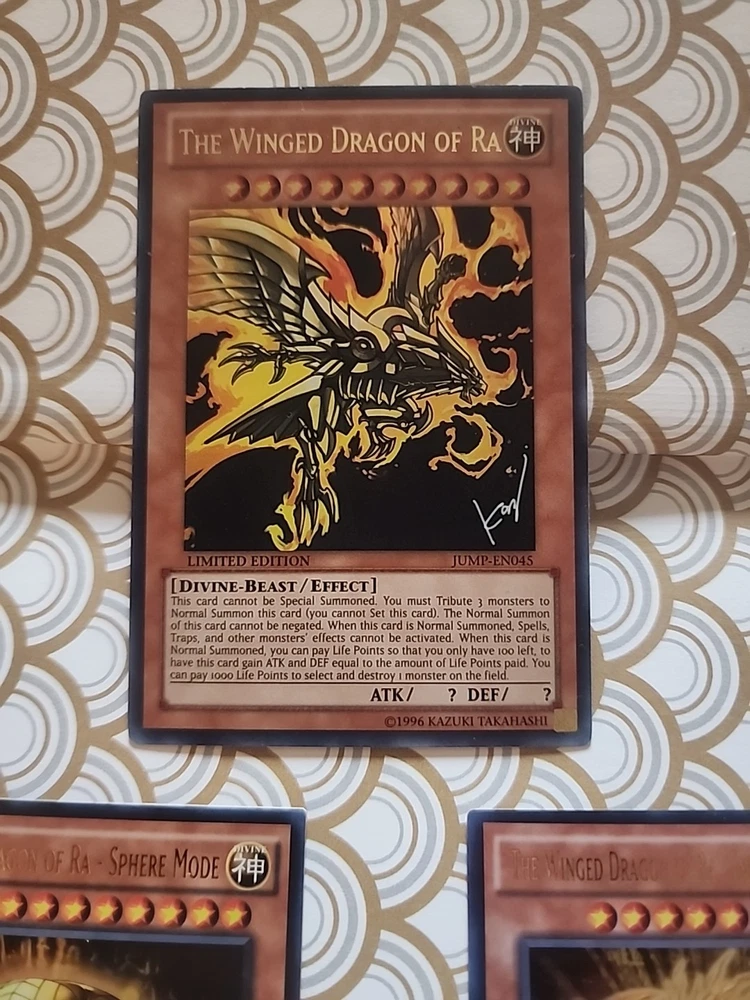 THE WINGED DRAGON OF RA DIVINE 神
LIMITED EDITION JUMP-EN045
[DIVINE-BEAST/EFFECT]
This card cannot be Special Summoned. You must Tribute 3 monsters to
Normal Summon this card (you cannot Set this card). The Normal Summon
of this card cannot be negated. When this card is Normal Summoned, Spells,
Traps, and other monsters' effects cannot be activated. When this card is
Normal Summoned, you can pay Life Points so that you only have 100 left, to
have this card gain ATK and DEF equal to the amount of Life Points paid. You
can pay 1000 Life Points to select and destroy 1 monster on the field.
ATK/ ? DEF/ ?
©1996 KAZUKI TAKAHASHI
OF RA - SPHERE MODE DIVINE 神
THE WINGED